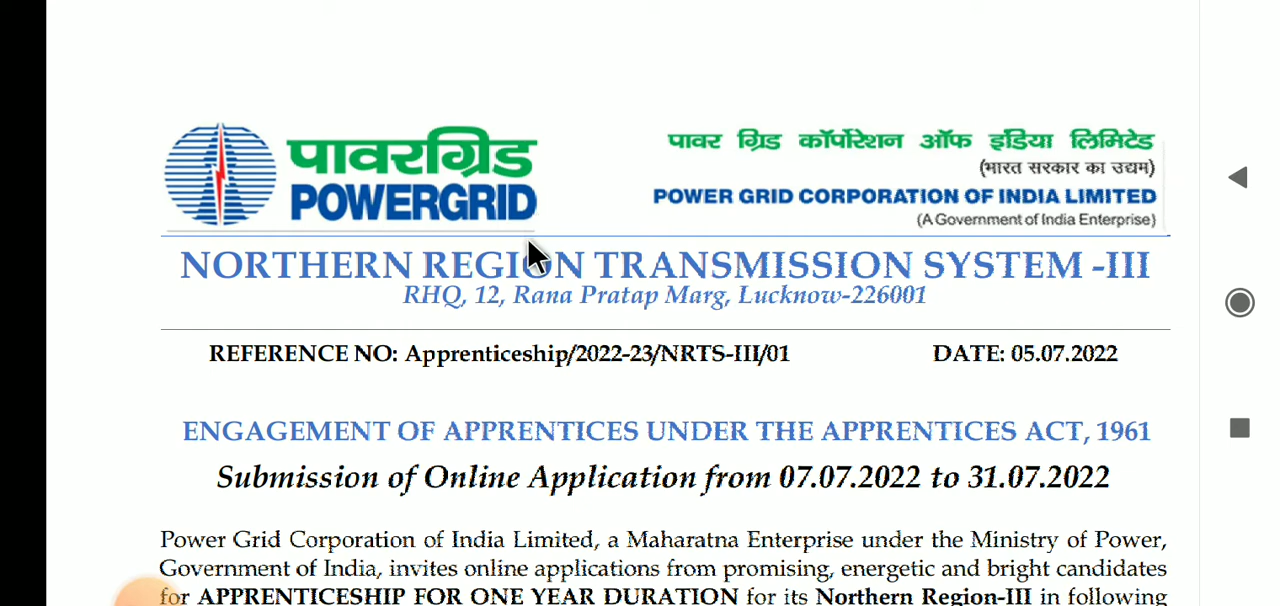 पावरग्रिड
POWERGRID
पावर ग्रिड कॉर्पोरेशन ऑफ इंडिया लिमिटेड
(भारत सरकार का उद्यम)
POWER GRID CORPORATION OF INDIA LIMITED
(A Government of India Enterprise)
NORTHERN REGION TRANSMISSION SYSTEM -III
RHQ, 12, Rana Pratap Marg, Lucknow-226001
REFERENCE NO: Apprenticeship/2022-23/NRTS-III/01 DATE: 05.07.2022
ENGAGEMENT OF APPRENTICES UNDER THE APPRENTICES ACT, 1961
Submission of Online Application from 07.07.2022 to 31.07.2022
Power Grid Corporation of India Limited, a Maharatna Enterprise under the Ministry of Power,
Government of India, invites online applications from promising, energetic and bright candidates
for APPRENTICESHIP FOR ONE YEAR DURATION for its Northern Region-III in following